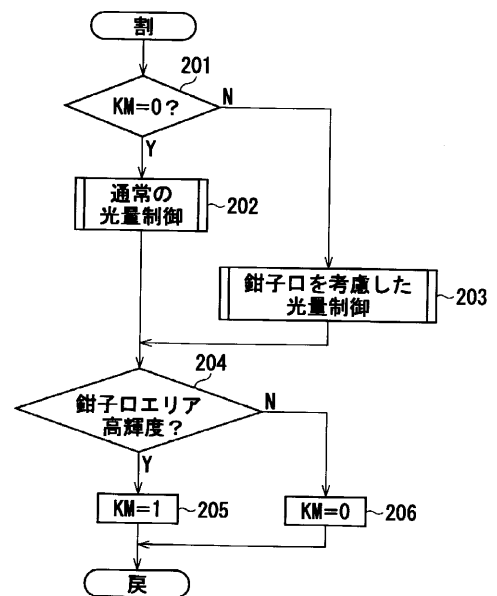 割
201
KM=0?
N
Y
通常の
光量制御
202
鉗子口を考慮した
光量制御
203
204
鉗子口エリア
高輝度?
N
Y
KM=1
205
KM=0
206
戻